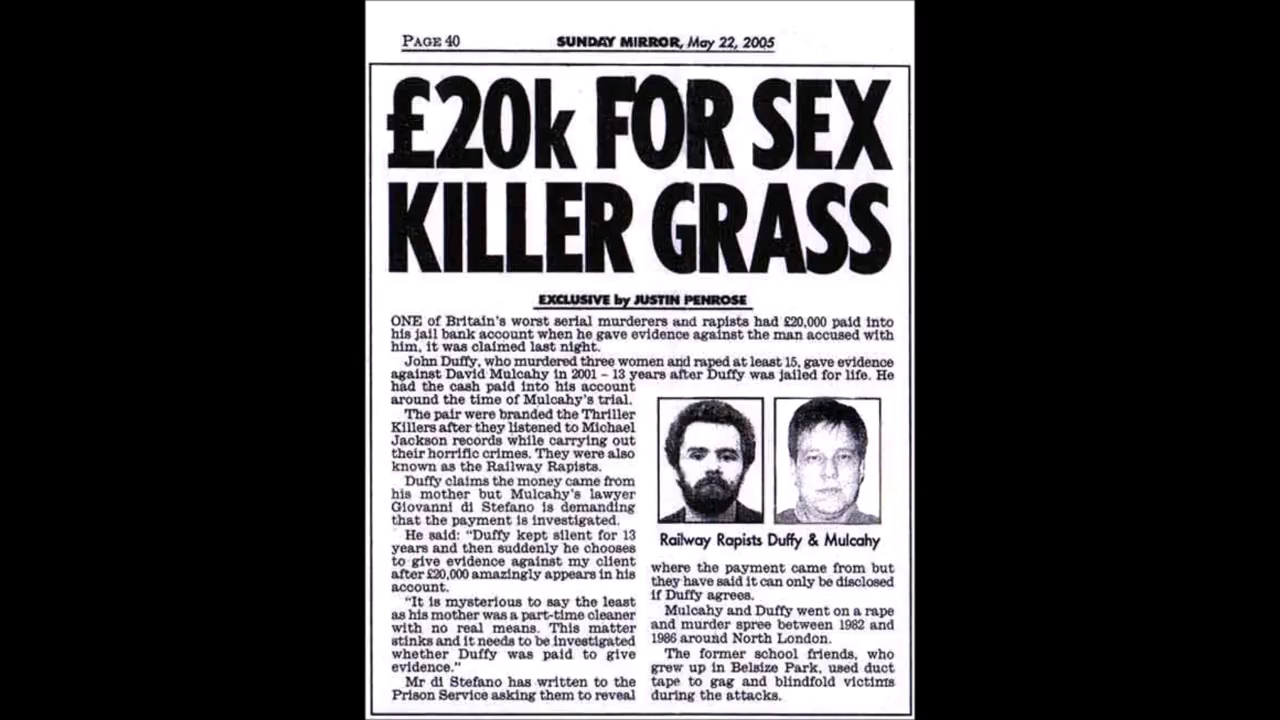 PAGE 40
SUNDAY MIRROR, May 22, 2005
£20k FOR SEX
KILLER GRASS
EXCLUSIVE by JUSTIN PENROSE
ONE of Britain's worst serial murderers and rapists had £20,000 paid into
his jail bank account when he gave evidence against the man accused with
him, it was claimed last night.
John Duffy, who murdered three women and raped at least 15, gave evidence
against David Mulcahy in 2001 – 13 years after Duffy was jailed for life. He
had the cash paid into his account
around the time of Mulcahy's trial.
The pair were branded the Thriller
Killers after they listened to Michael
Jackson records while carrying out
their horrific crimes. They were also
known as the Railway Rapists.
Duffy claims the money came from
his mother but Mulcahy's lawyer
Giovanni di Stefano is demanding
that the payment is investigated.
He said: "Duffy kept silent for 13
years and then suddenly he chooses
to give evidence against my client
after £20,000 amazingly appears in his
account.
"It is mysterious to say the least
as his mother was a part-time cleaner
with no real means. This matter
stinks and it needs to be investigated
whether Duffy was paid to give
evidence."
Mr di Stefano has written to the
Prison Service asking them to reveal
Railway Rapists Duffy & Mulcahy
where the payment came from but
they have said it can only be disclosed
if Duffy agrees.
Mulcahy and Duffy went on a rape
and murder spree between 1982 and
1986 around North London.
The former school friends, who
grew up in Belsize Park, used duct
tape to gag and blindfold victims
during the attacks.